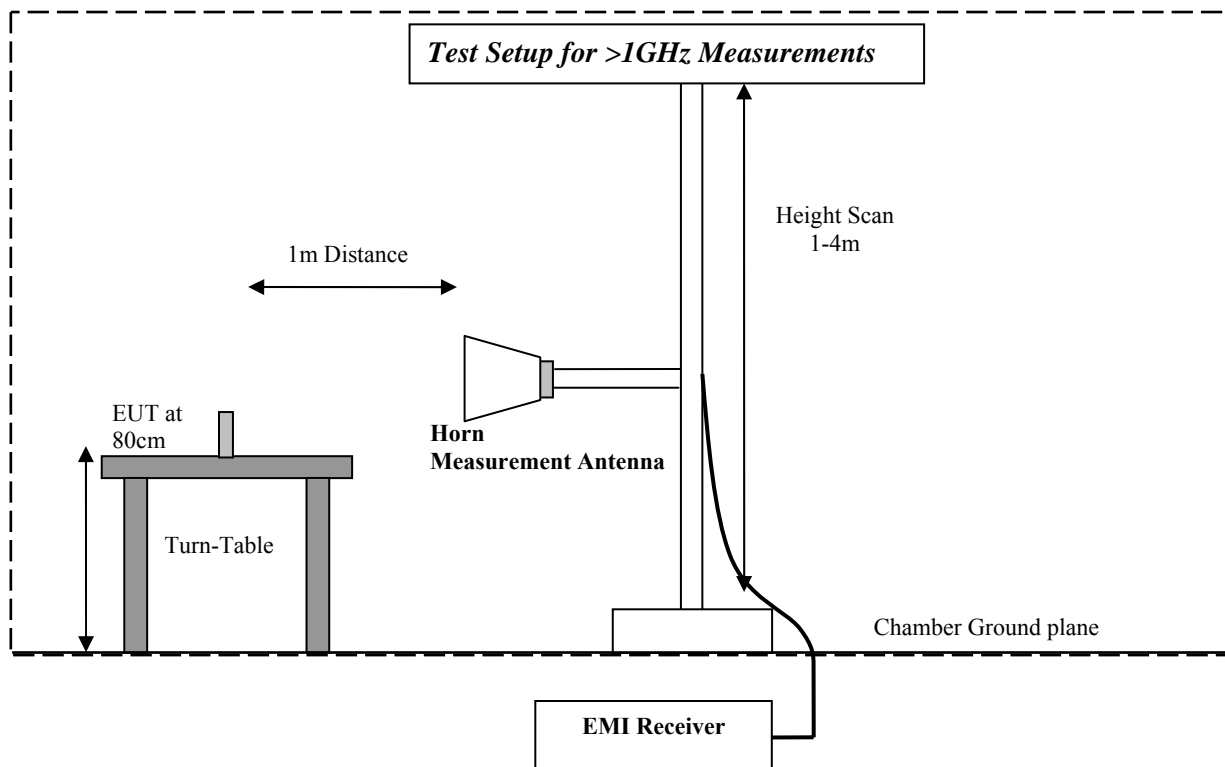 Test Setup for >1GHz Measurements
Height Scan
1-4m
1m Distance
EUT at
80cm
Horn
Measurement Antenna
Turn-Table
Chamber Ground plane
EMI Receiver